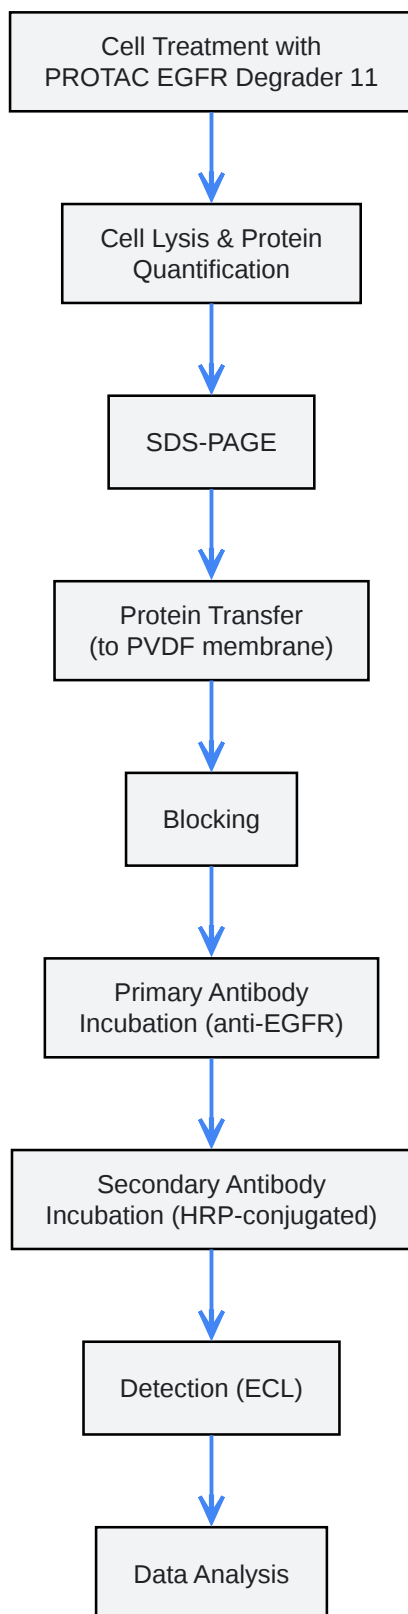 Cell Treatment with
PROTAC EGFR Degrader 11
Cell Lysis & Protein
Quantification
SDS-PAGE
Protein Transfer
(to PVDF membrane)
Blocking
Primary Antibody
Incubation (anti-EGFR)
Secondary Antibody
Incubation (HRP-conjugated)
Detection (ECL)
Data Analysis